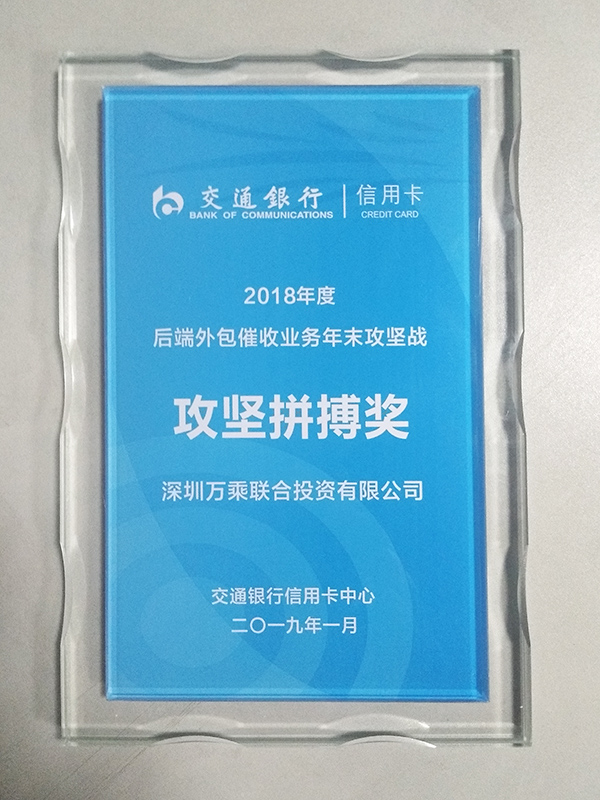 交通銀行 信用卡
BANK OF COMMUNICATIONS CREDIT CARD
2018年度
后端外包催收业务年末攻坚战
攻坚拼搏奖
深圳万乘联合投资有限公司
交通银行信用卡中心
二〇一九年一月